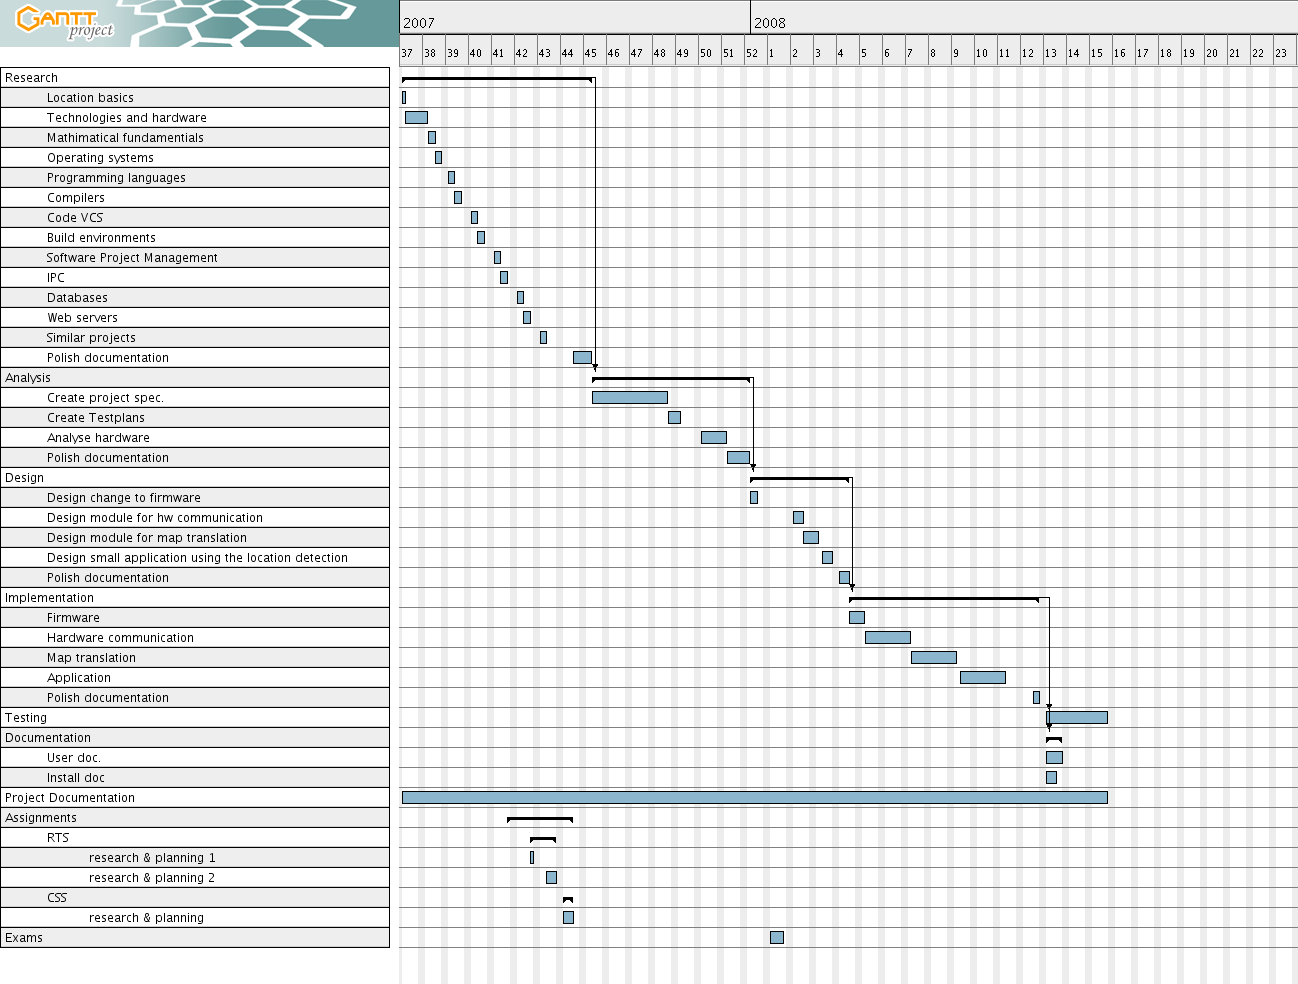 GANTT
project
2007 2008
37 38 39 40 41 42 43 44 45 46 47 48 49 50 51 52 1 2 3 4 5 6 7 8 9 10 11 12 13 14 15 16 17 18 19 20 21 22 23
Research
Location basics
Technologies and hardware
Mathimatical fundamentals
Operating systems
Programming languages
Compilers
Code VCS
Build environments
Software Project Management
IPC
Databases
Web servers
Similar projects
Polish documentation
Analysis
Create project spec.
Create Testplans
Analyse hardware
Polish documentation
Design
Design change to firmware
Design module for hw communication
Design module for map translation
Design small application using the location detection
Polish documentation
Implementation
Firmware
Hardware communication
Map translation
Application
Polish documentation
Testing
Documentation
User doc.
Install doc
Project Documentation
Assignments
RTS
research & planning 1
research & planning 2
CSS
research & planning
Exams